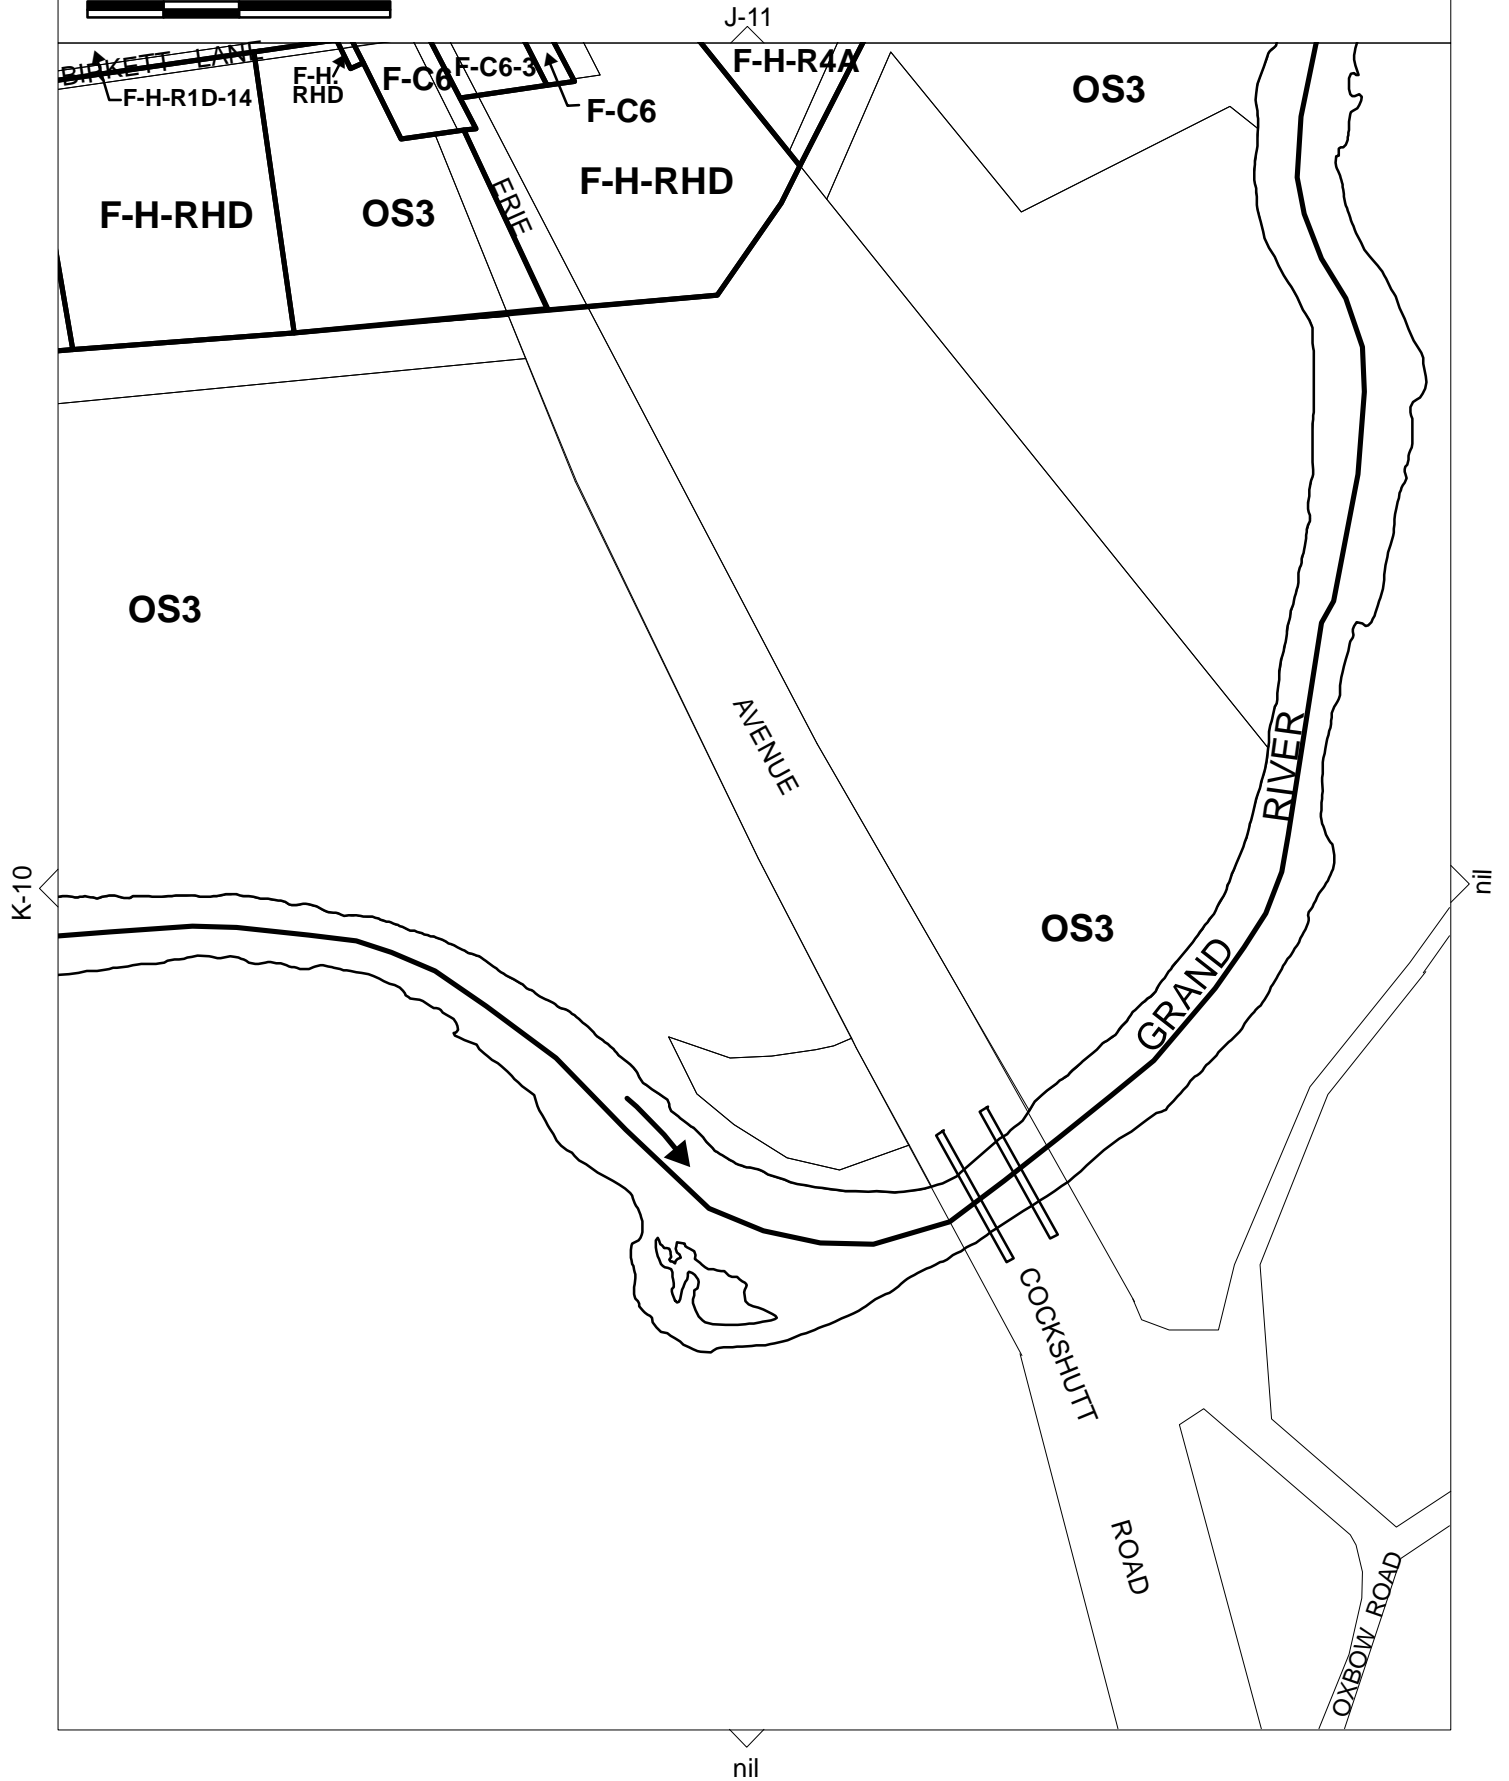 J-11
BIRKETT LANE
F-H-R1D-14
F-H-
RHD
F-C6
F-C6-3
F-C6
F-H-R4A
OS3
F-H-RHD
OS3
ERIE
F-H-RHD
OS3
AVENUE
RIVER
K-10
nil
OS3
GRAND
COCKSHUTT
ROAD
OXBOW ROAD
nil